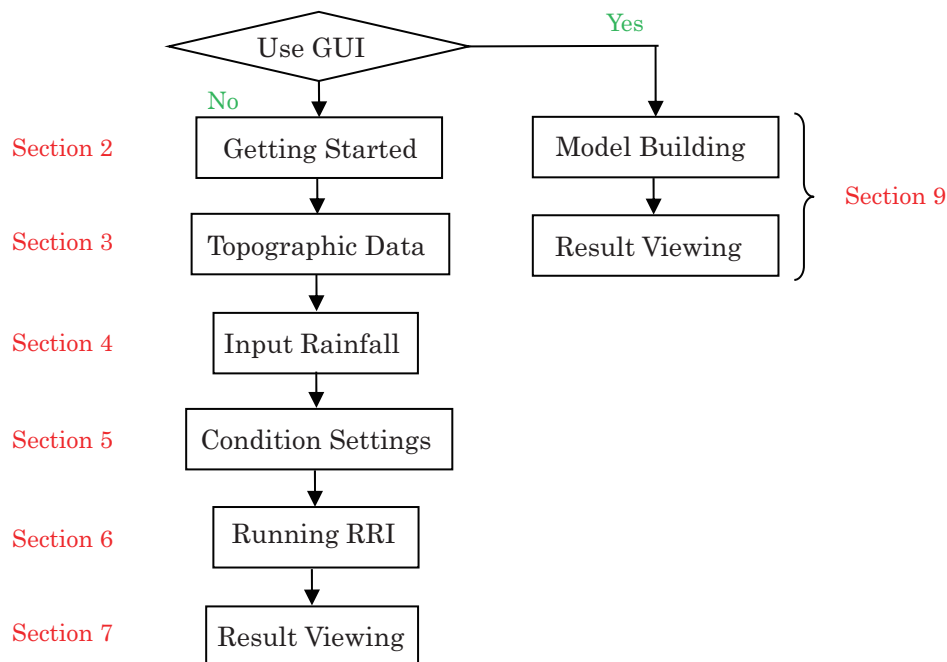 Use GUI
Yes
No
Section 2
Getting Started
Model Building
Section 9
Section 3
Topographic Data
Result Viewing
Section 4
Input Rainfall
Section 5
Condition Settings
Section 6
Running RRI
Section 7
Result Viewing